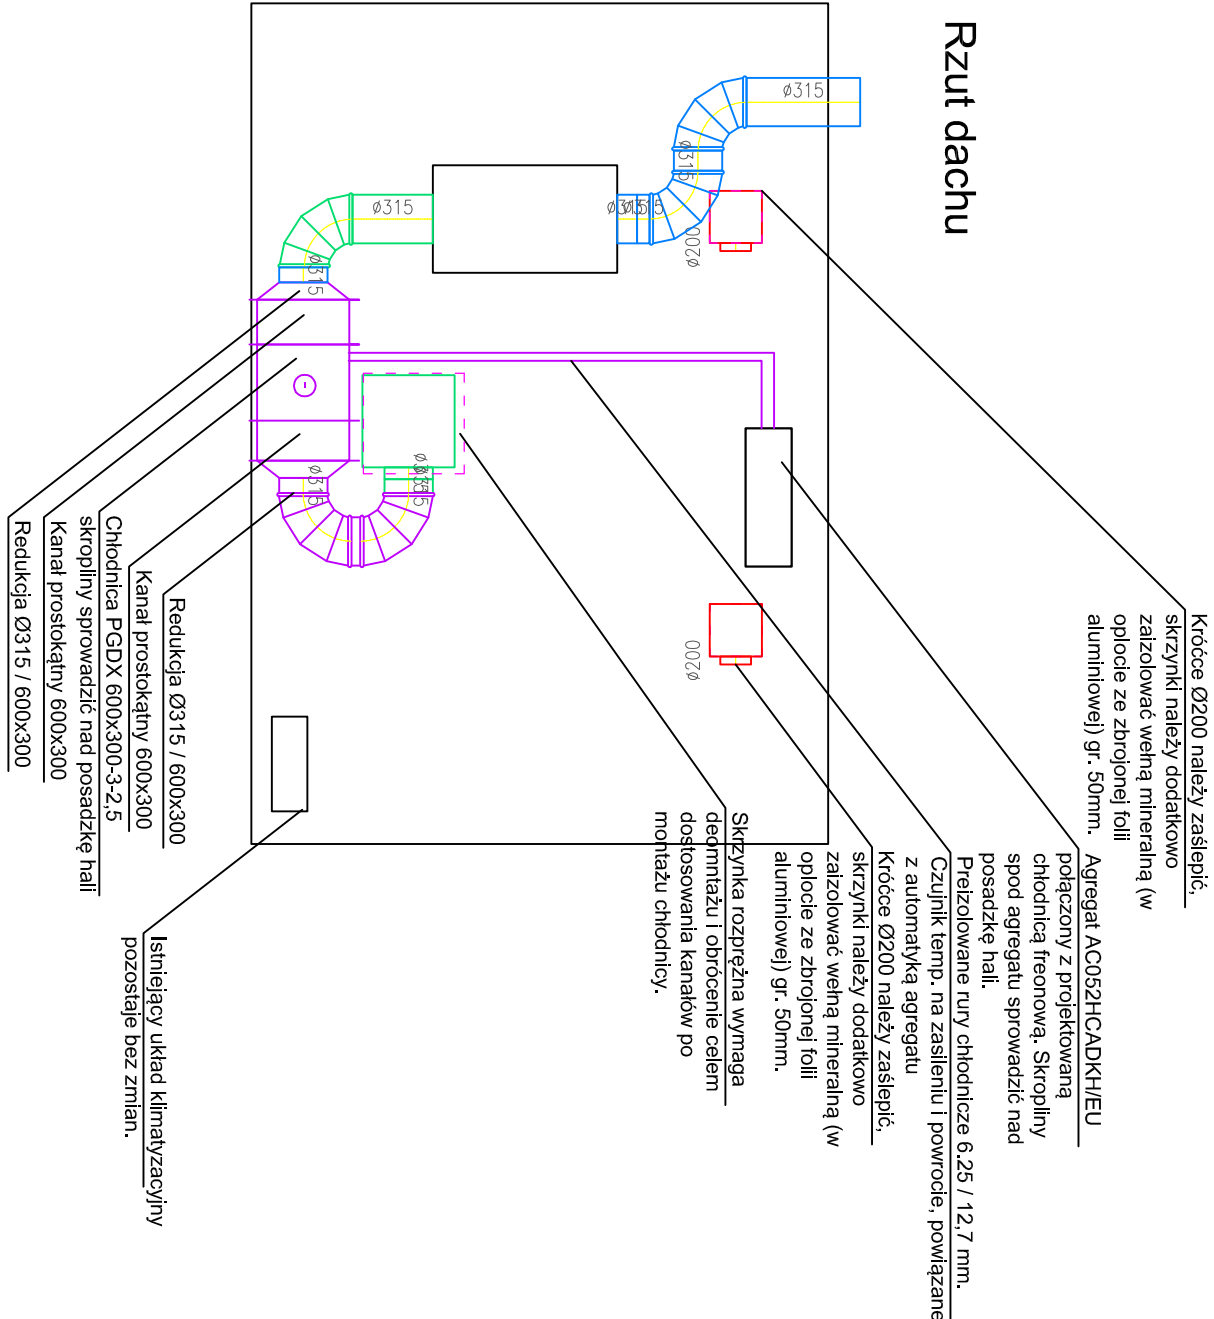 Rzut dachu
Króćce Ø200 należy zaślepić,
skrzynki należy dodatkowo
zaizolować wełną mineralną (w
oplocie ze zbrojonej folii
aluminiowej) gr. 50mm.
Agregat AC052HCADKH/EU
połączony z projektowaną
chłodnicą freonową. Skropliny
spod agregatu sprowadzić nad
posadzkę hali.
Preizolowane rury chłodnicze 6.25 / 12,7 mm.
Czujnik temp. na zasileniu i powrocie, powiązane
z automatyką agregatu
Króćce Ø200 należy zaślepić,
skrzynki należy dodatkowo
zaizolować wełną mineralną (w
oplocie ze zbrojonej folii
aluminiowej) gr. 50mm.
Skrzynka rozprężna wymaga
deomntażu i obrócenie celem
dostosowania kanałów po
montażu chłodnicy.
Redukcja Ø315 / 600x300
Kanał prostokątny 600x300
Chłodnica PGDX 600x300-3-2,5
skropliny sprowadzić nad posadzkę hali
Kanał prostokątny 600x300
Redukcja Ø315 / 600x300
Istniejący układ klimatyzacyjny
pozostaje bez zmian.
ø315
ø315
ø315
ø200
ø315
ø315
ø315
ø200